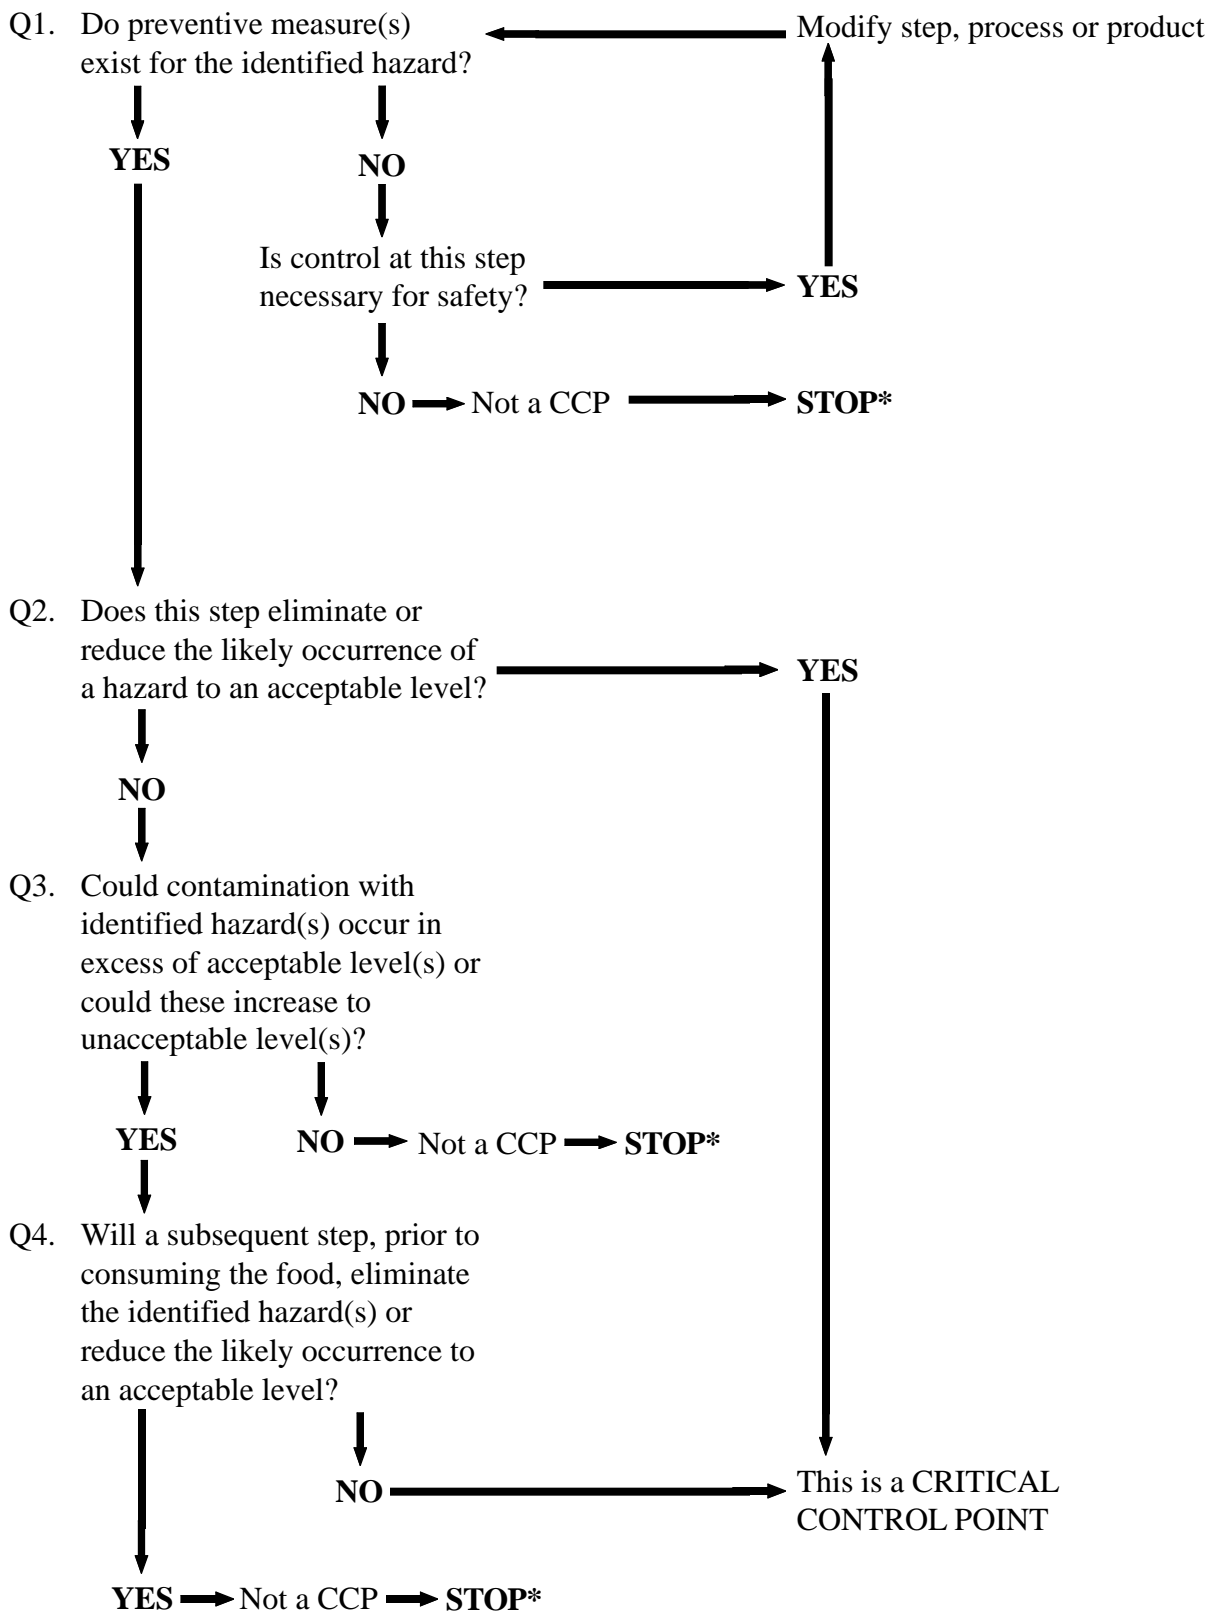 Q1. Do preventive measure(s)
exist for the identified hazard?
Modify step, process or product
YES
NO
Is control at this step
necessary for safety?
YES
NO
Not a CCP
STOP*
Q2. Does this step eliminate or
reduce the likely occurrence of
a hazard to an acceptable level?
YES
NO
Q3. Could contamination with
identified hazard(s) occur in
excess of acceptable level(s) or
could these increase to
unacceptable level(s)?
YES
NO
Not a CCP
STOP*
Q4. Will a subsequent step, prior to
consuming the food, eliminate
the identified hazard(s) or
reduce the likely occurrence to
an acceptable level?
NO
This is a CRITICAL
CONTROL POINT
YES
Not a CCP
STOP*